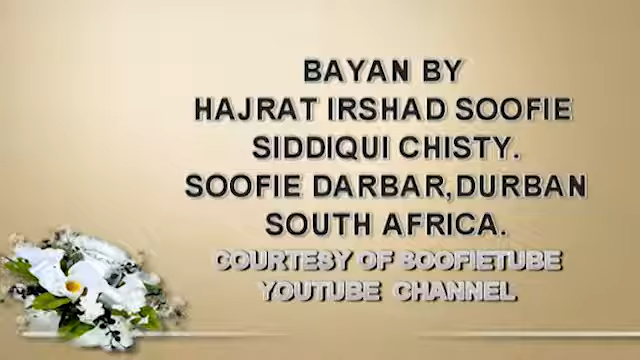 BAYAN BY
HAJRAT IRSHAD SOOFIE
SIDDIQUI CHISTY.
SOOFIE DARBAR,DURBAN
SOUTH AFRICA.
COURTESY OF SOOFIETUBE
YOUTUBE CHANNEL